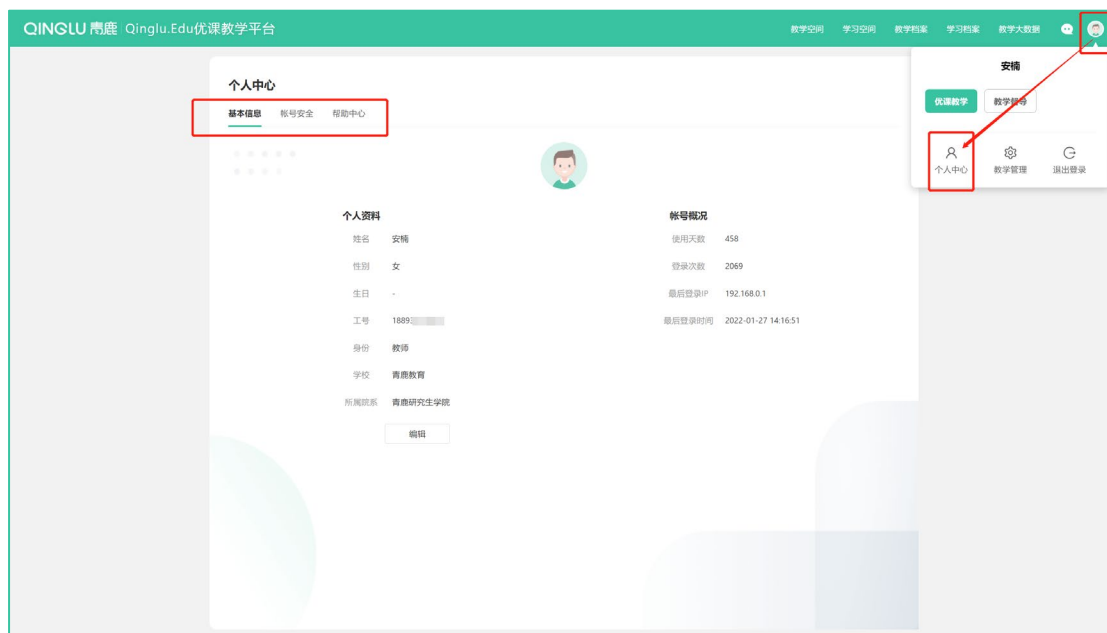 QINGLU 青鹿 Qinglu.Edu优课教学平台
教学空间 学习空间 教学档案 学习档案 教学大数据
安楠
优课教学 教学督导
个人中心 教学管理 退出登录
个人中心
基本信息 帐号安全 帮助中心
个人资料
姓名 安楠
性别 女
生日 -
工号 1889
身份 教师
学校 青鹿教育
所属院系 青鹿研究生学院
编辑
帐号概况
使用天数 458
登录次数 2069
最后登录IP 192.168.0.1
最后登录时间 2022-01-27 14:16:51